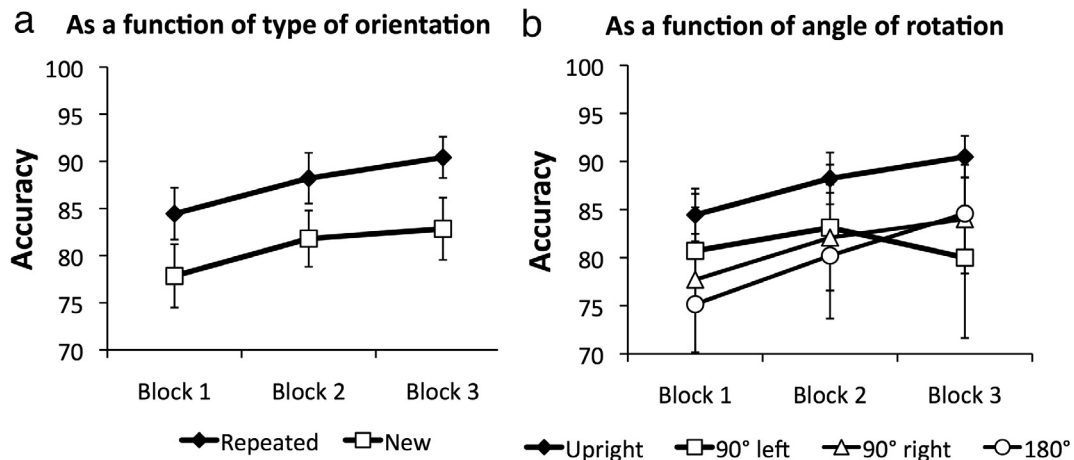 a As a function of type of orientation
100
95
90
85
80
75
70
Accuracy
Block 1 Block 2 Block 3
Repeated New
b As a function of angle of rotation
100
95
90
85
80
75
70
Accuracy
Block 1 Block 2 Block 3
Upright 90° left 90° right 180°